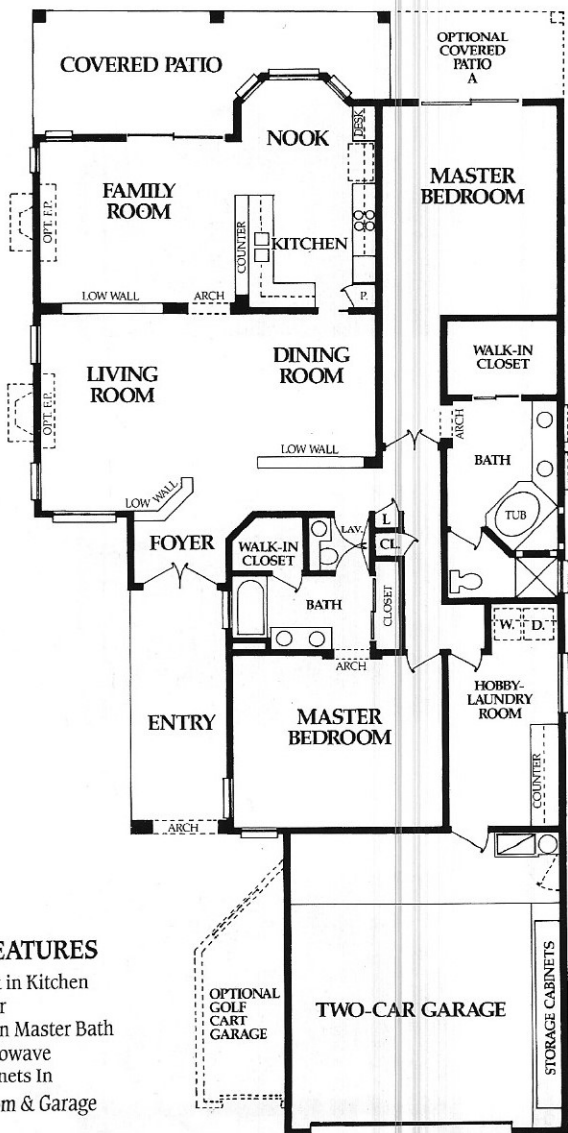 COVERED PATIO
OPTIONAL
COVERED
PATIO
A
NOOK
DESK
MASTER
BEDROOM
FAMILY
ROOM
OPT. F.P.
COUNTER
KITCHEN
LOW WALL
ARCH
P.
LIVING
ROOM
DINING
ROOM
WALK-IN
CLOSET
OPT. F.P.
ARCH
BATH
LOW WALL
TUB
LOW WALL
FOYER
WALK-IN
CLOSET
LAV.
L
CL.
BATH
CLOSET
W.
D.
ARCH
HOBBY-
LAUNDRY
ROOM
ENTRY
MASTER
BEDROOM
COUNTER
ARCH
EATURES
in Kitchen
r
n Master Bath
owave
nets In
m & Garage
OPTIONAL
GOLF
CART
GARAGE
TWO-CAR GARAGE
STORAGE CABINETS